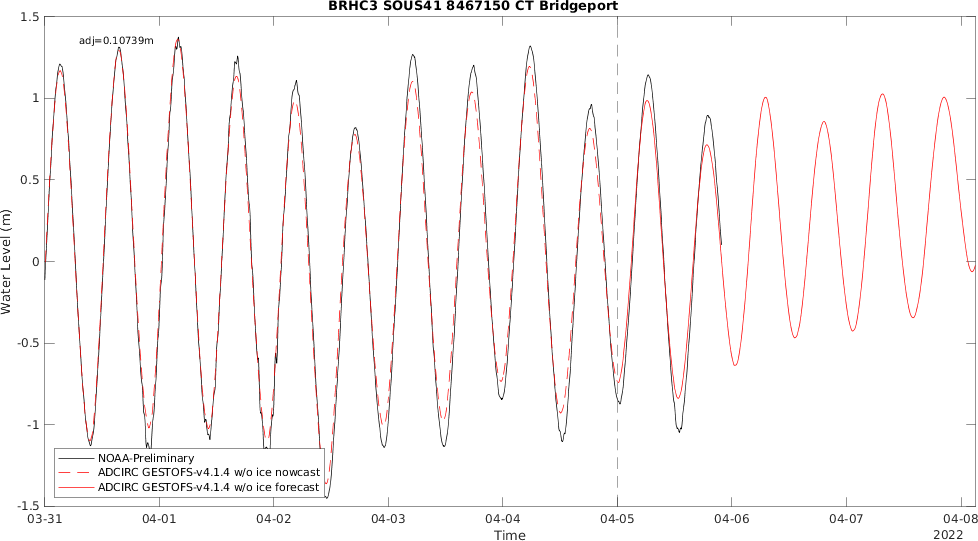 BRHC3 SOUS41 8467150 CT Bridgeport
adj=0.10739m
1.5
1
0.5
0
-0.5
-1
-1.5
Water Level (m)
NOAA-Preliminary
ADCIRC GESTOFS-v4.1.4 w/o ice nowcast
ADCIRC GESTOFS-v4.1.4 w/o ice forecast
03-31 04-01 04-02 04-03 04-04 04-05 04-06 04-07 04-08
Time
2022